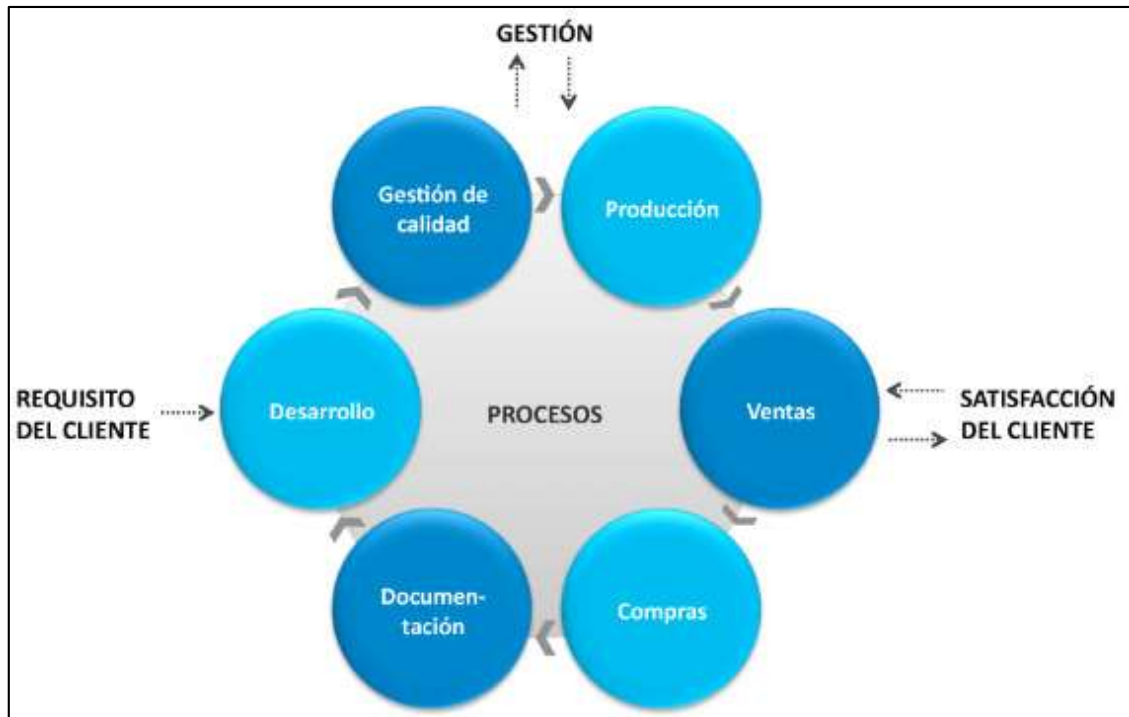 GESTIÓN
Gestión de
calidad
Producción
REQUISITO
DEL CLIENTE
Desarrollo
PROCESOS
Ventas
SATISFACCIÓN
DEL CLIENTE
Documen-
tación
Compras